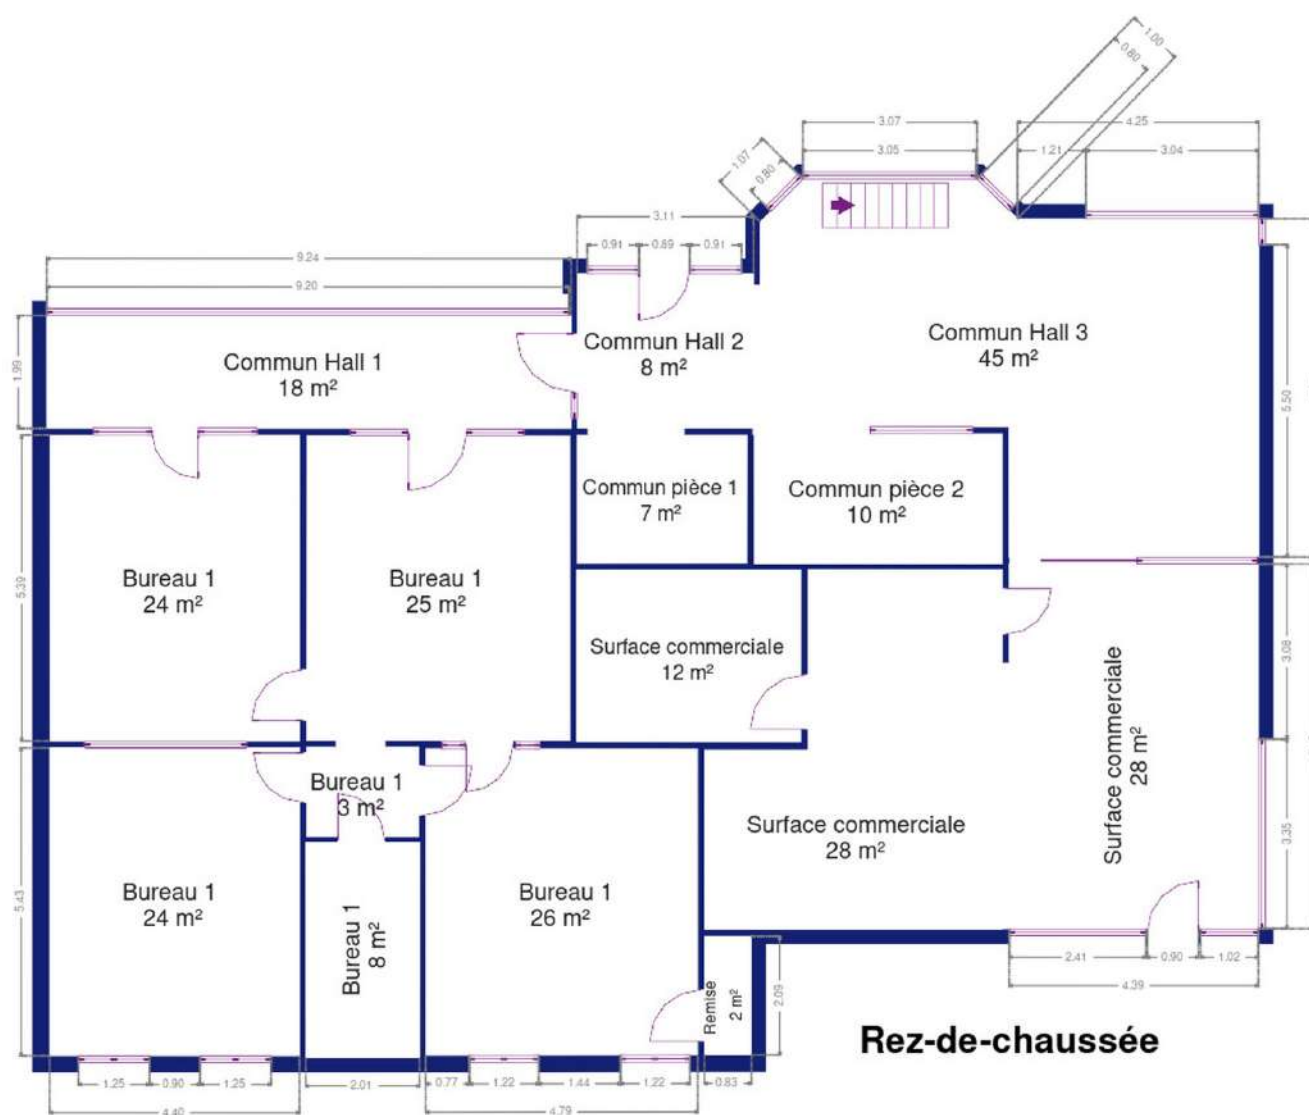 1.00
0.80
3.07
4.25
3.05
1.21
3.04
1.07
0.80
3.11
0.91
0.89
0.91
9.24
9.20
Commun Hall 1
18 m²
Commun Hall 2
8 m²
Commun Hall 3
45 m²
1.99
5.50
Commun pièce 1
7 m²
Commun pièce 2
10 m²
Bureau 1
24 m²
Bureau 1
25 m²
5.39
Surface commerciale
12 m²
Surface commerciale
28 m²
3.08
Bureau 1
3 m²
Surface commerciale
28 m²
3.35
Bureau 1
24 m²
Bureau 1
8 m²
Bureau 1
26 m²
5.43
Remise
2 m²
2.09
2.41
0.90
1.02
4.39
Rez-de-chaussée
1.25
0.90
1.25
2.01
0.77
1.22
1.44
1.22
0.83
4.40
4.79